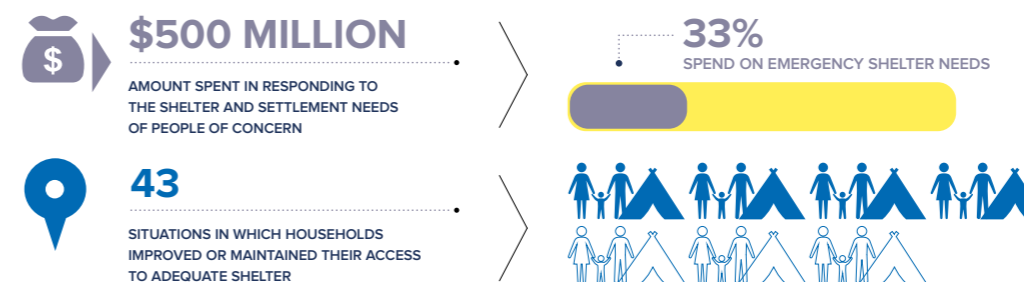 $
$500 MILLION
AMOUNT SPENT IN RESPONDING TO
THE SHELTER AND SETTLEMENT NEEDS
OF PEOPLE OF CONCERN
33%
SPEND ON EMERGENCY SHELTER NEEDS
43
SITUATIONS IN WHICH HOUSEHOLDS
IMPROVED OR MAINTAINED THEIR ACCESS
TO ADEQUATE SHELTER